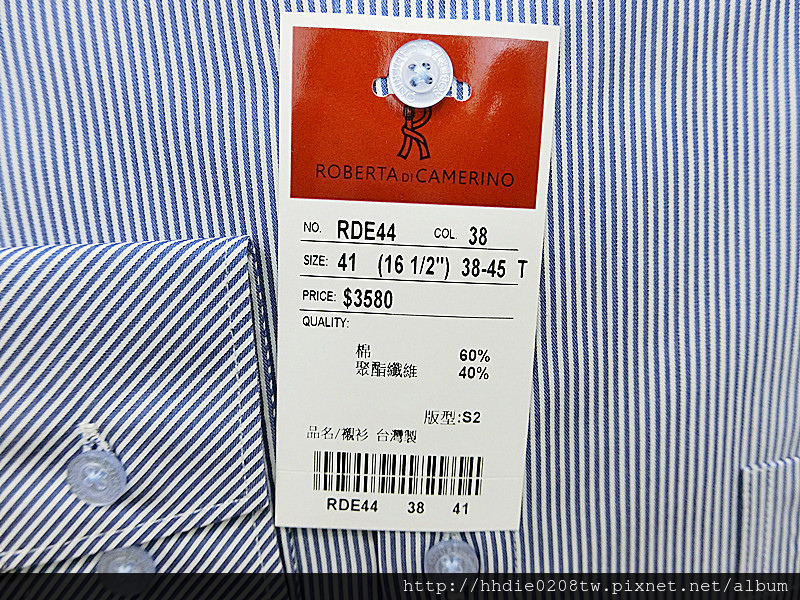 ROBERTA DI CAMERINO
NO. RDE44 COL. 38
SIZE: 41 (16 1/2") 38-45 T
PRICE: $3580
QUALITY:
棉 60%
聚酯纖維 40%
版型:S2
品名/襯衫 台灣製
RDE44 38 41
http://hhdie0208tw.pixnet.net/album